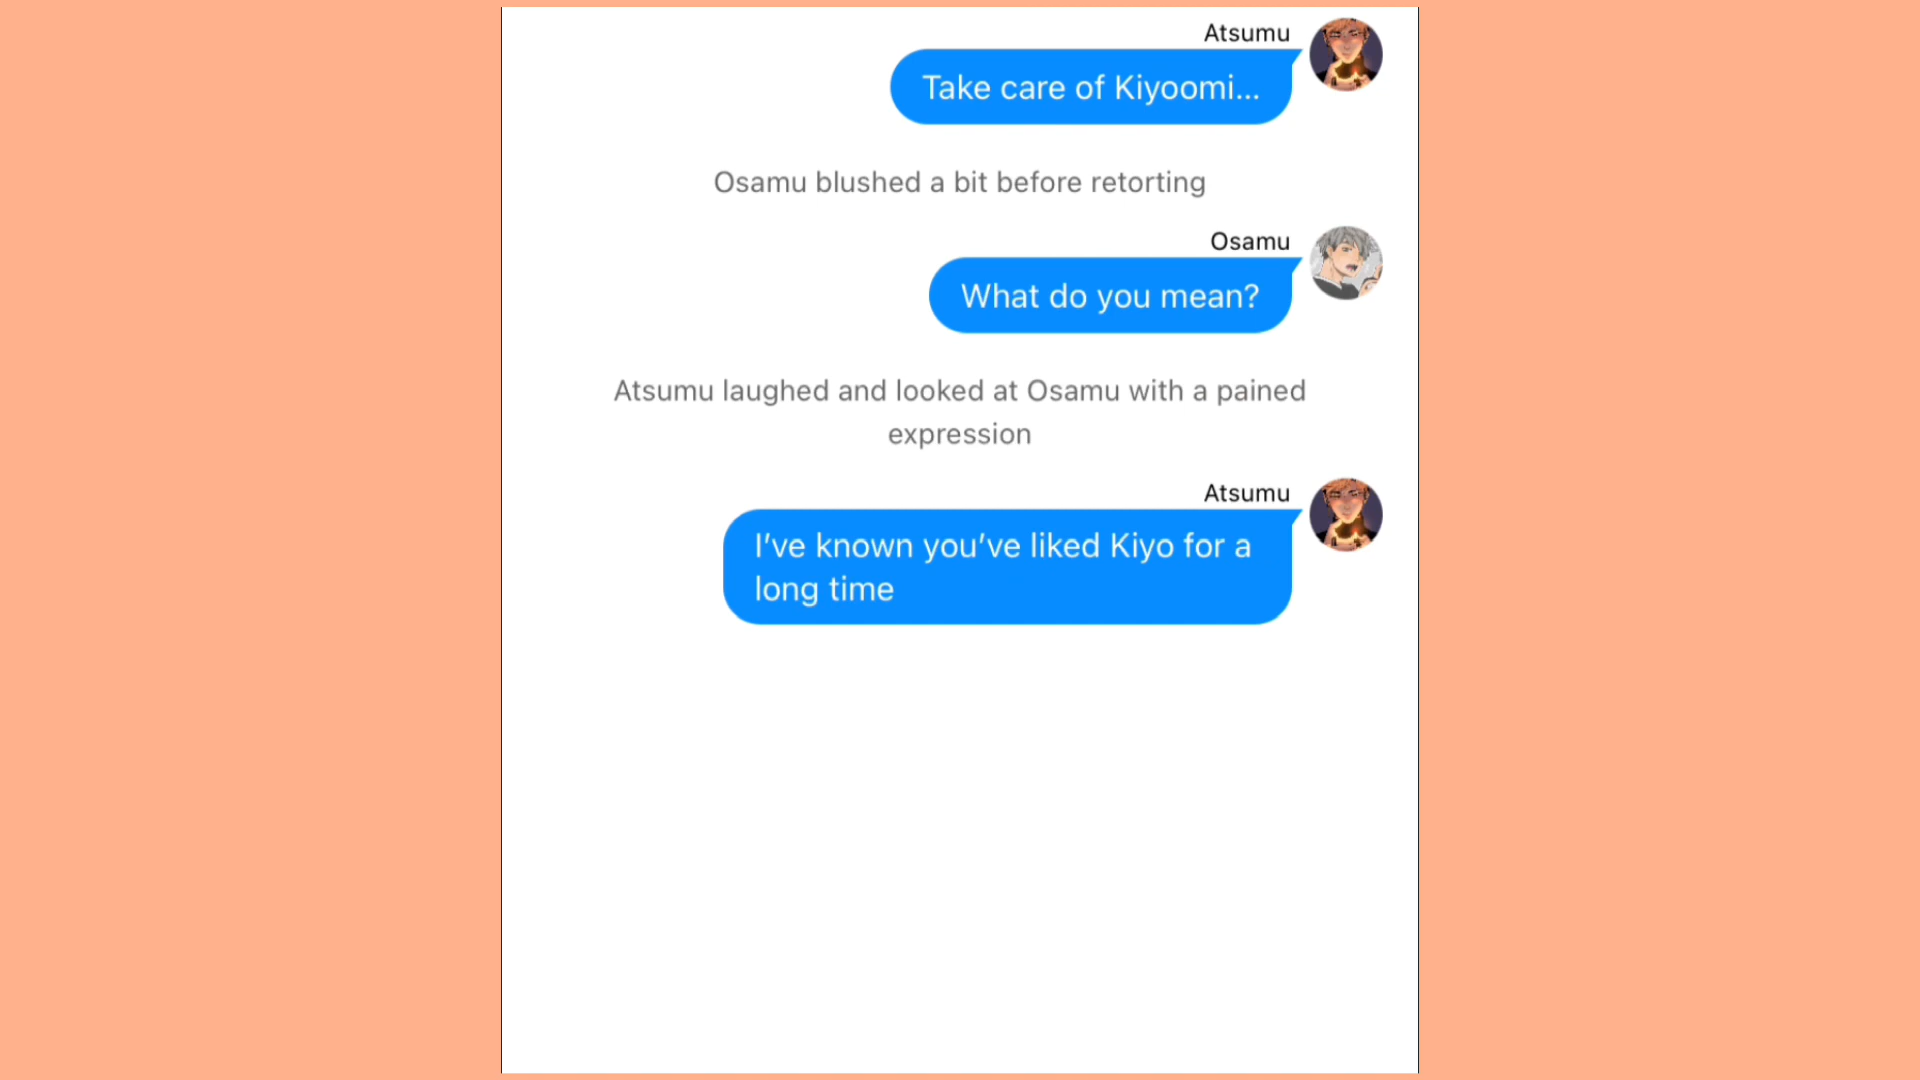 Atsumu
Take care of Kiyoomi...
Osamu blushed a bit before retorting
Osamu
What do you mean?
Atsumu laughed and looked at Osamu with a pained
expression
Atsumu
I’ve known you’ve liked Kiyo for a
long time